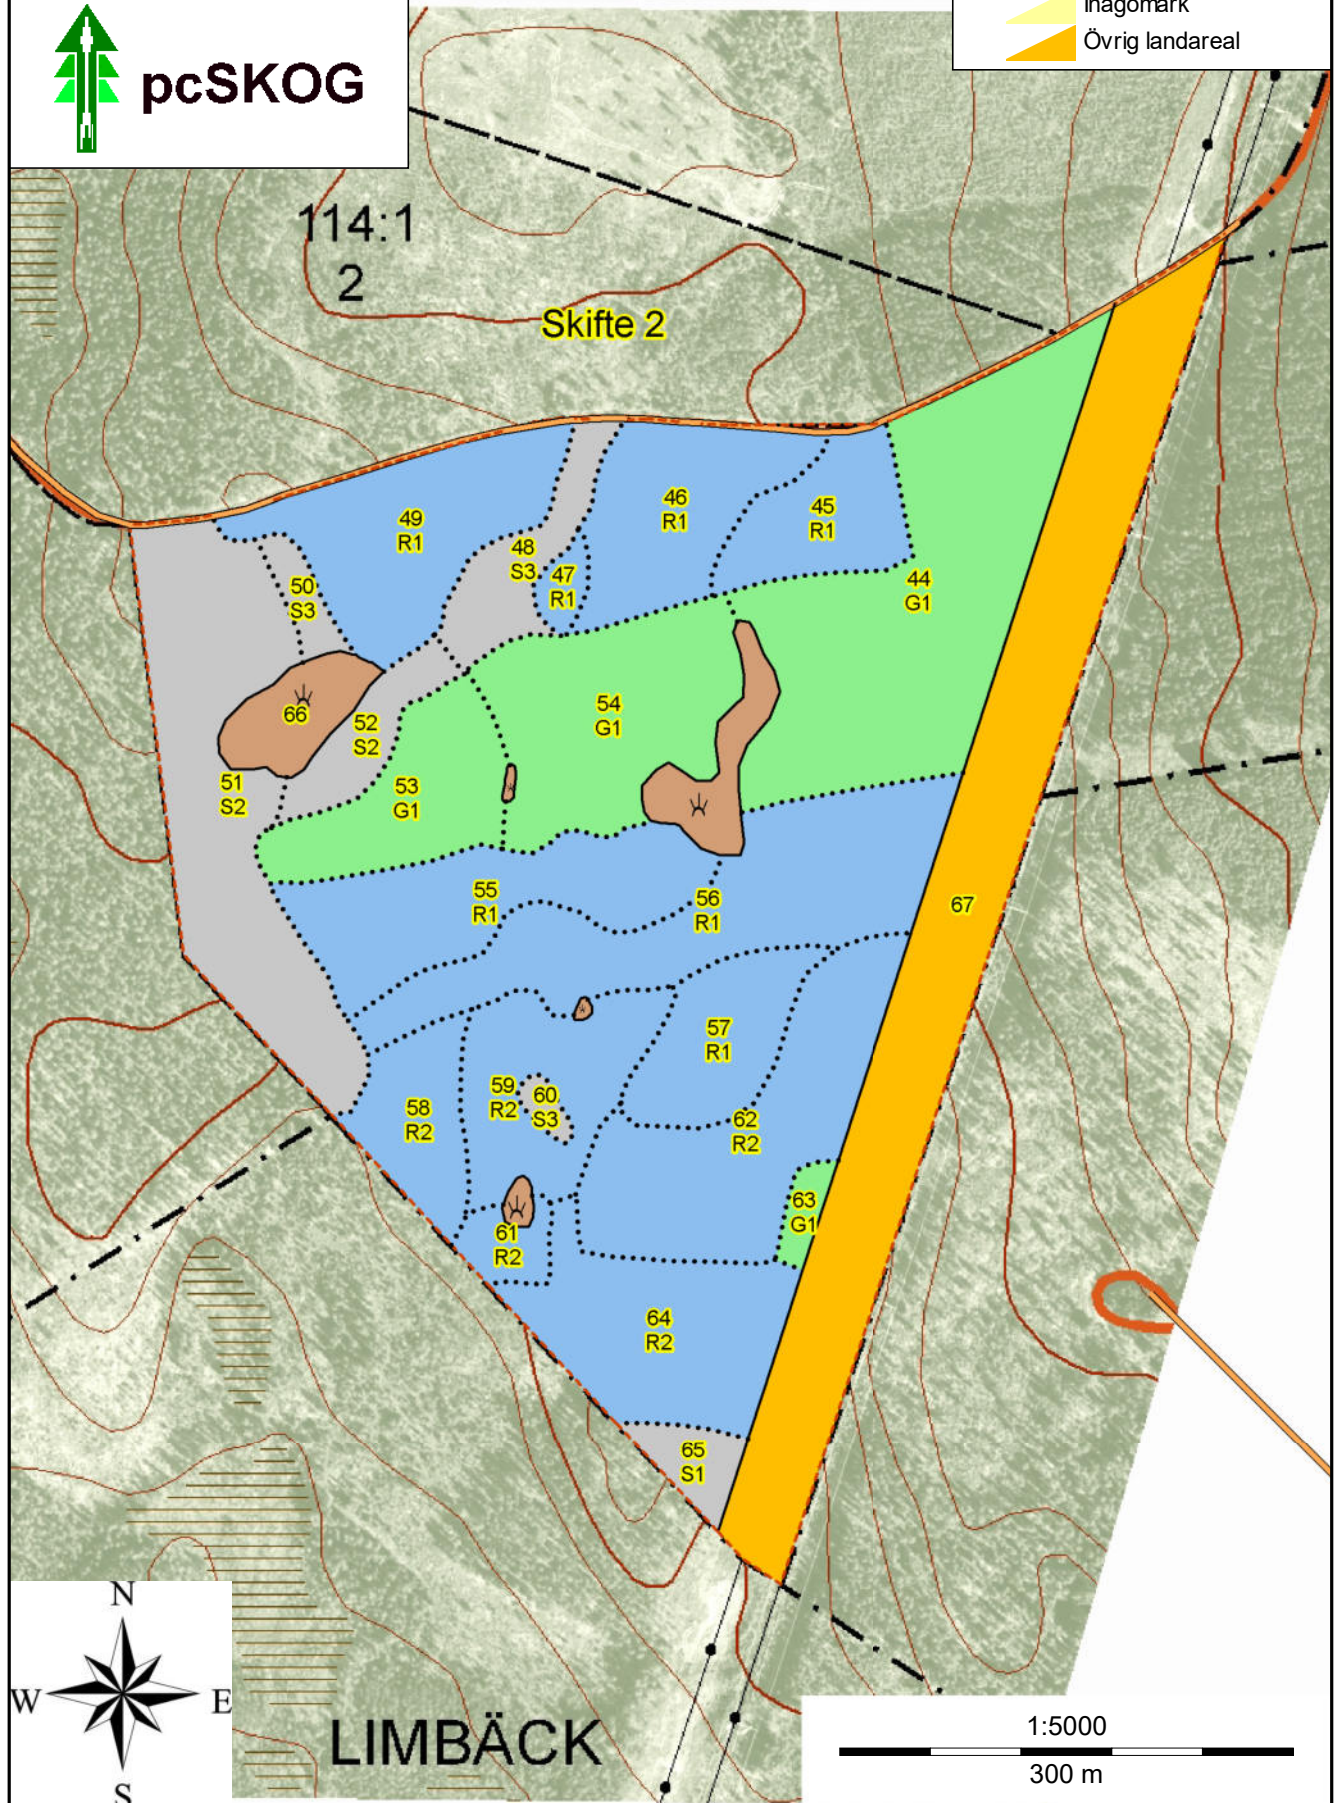 pcSKOG
Inägomark
Övrig landareal
114:1
2
Skifte 2
49
R1
46
R1
45
R1
48
S3
47
R1
44
G1
50
S3
66
52
S2
54
G1
51
S2
53
G1
55
R1
56
R1
67
57
R1
58
R2
59
R2
60
S3
62
R2
63
G1
61
R2
64
R2
65
S1
N
W
E
S
LIMBÄCK
1:5000
300 m